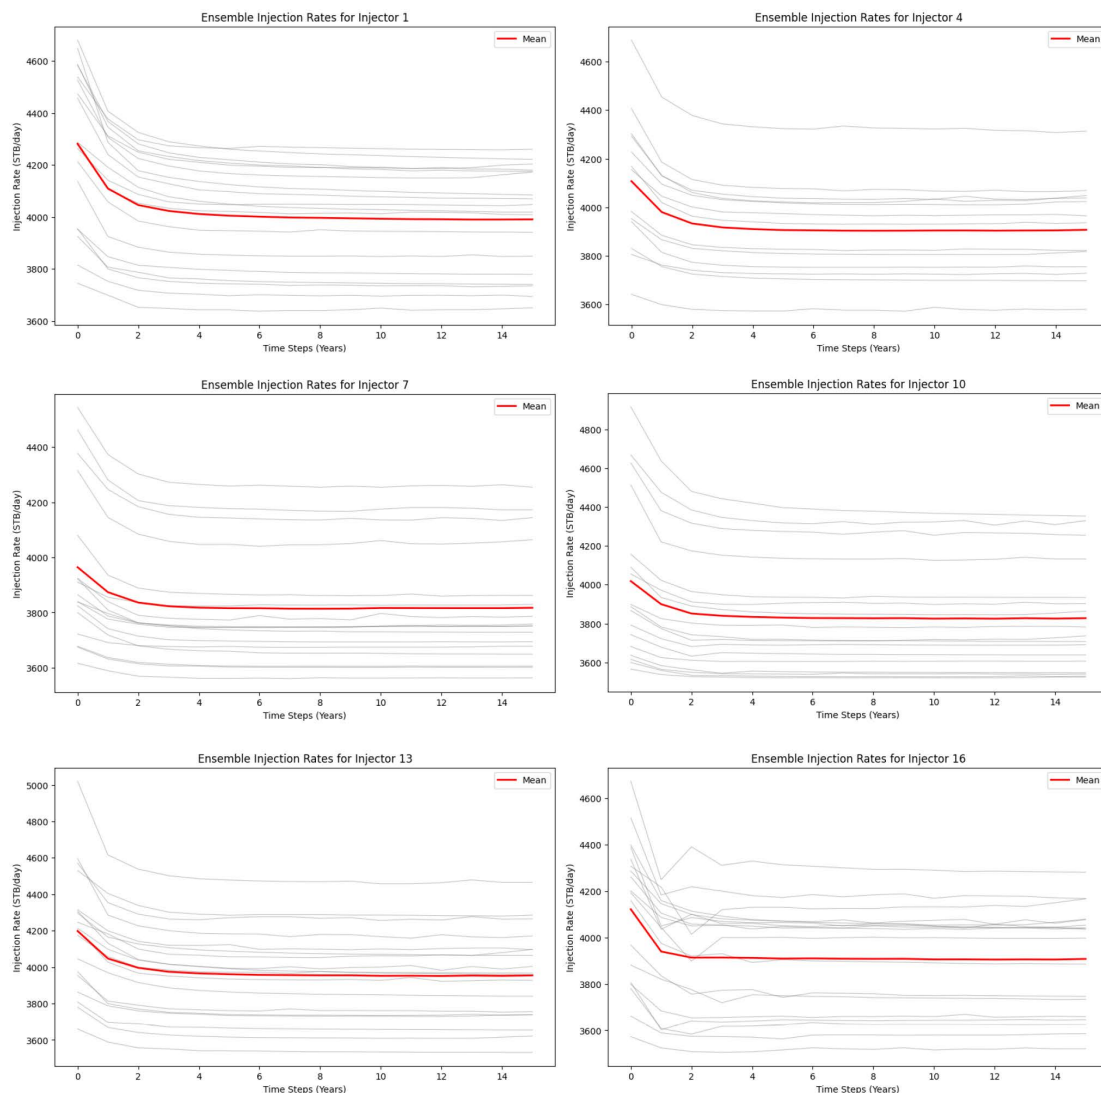 Ensemble Injection Rates for Injector 1
Mean
Injection Rate (STB/day)
4600
4400
4200
4000
3800
3600
0 2 4 6 8 10 12 14
Time Steps (Years)
Ensemble Injection Rates for Injector 4
Mean
Injection Rate (STB/day)
4600
4400
4200
4000
3800
3600
0 2 4 6 8 10 12 14
Time Steps (Years)
Ensemble Injection Rates for Injector 7
Mean
Injection Rate (STB/day)
4400
4200
4000
3800
3600
0 2 4 6 8 10 12 14
Time Steps (Years)
Ensemble Injection Rates for Injector 10
Mean
Injection Rate (STB/day)
4800
4600
4400
4200
4000
3800
3600
0 2 4 6 8 10 12 14
Time Steps (Years)
Ensemble Injection Rates for Injector 13
Mean
Injection Rate (STB/day)
5000
4800
4600
4400
4200
4000
3800
3600
0 2 4 6 8 10 12 14
Time Steps (Years)
Ensemble Injection Rates for Injector 16
Mean
Injection Rate (STB/day)
4600
4400
4200
4000
3800
3600
0 2 4 6 8 10 12 14
Time Steps (Years)